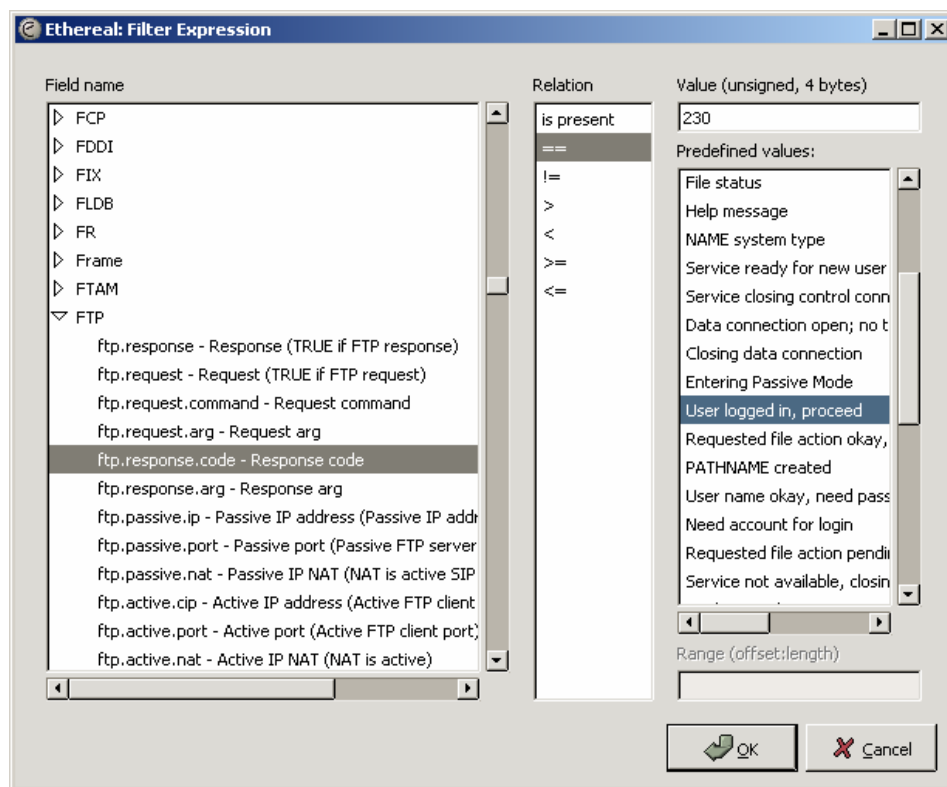 Ethereal: Filter Expression
Field name
FCP
FDDI
FIX
FLDB
FR
Frame
FTAM
FTP
ftp.response - Response (TRUE if FTP response)
ftp.request - Request (TRUE if FTP request)
ftp.request.command - Request command
ftp.request.arg - Request arg
ftp.response.code - Response code
ftp.response.arg - Response arg
ftp.passive.ip - Passive IP address (Passive IP addr
ftp.passive.port - Passive port (Passive FTP server
ftp.passive.nat - Passive IP NAT (NAT is active SIP
ftp.active.cip - Active IP address (Active FTP client
ftp.active.port - Active port (Active FTP client port)
ftp.active.nat - Active IP NAT (NAT is active)
Relation
is present
==
!=
>
<
>=
<=
Value (unsigned, 4 bytes)
230
Predefined values:
File status
Help message
NAME system type
Service ready for new user
Service closing control conn
Data connection open; no t
Closing data connection
Entering Passive Mode
User logged in, proceed
Requested file action okay,
PATHNAME created
User name okay, need pass
Need account for login
Requested file action pendin
Service not available, closin
Range (offset:length)
OK
Cancel